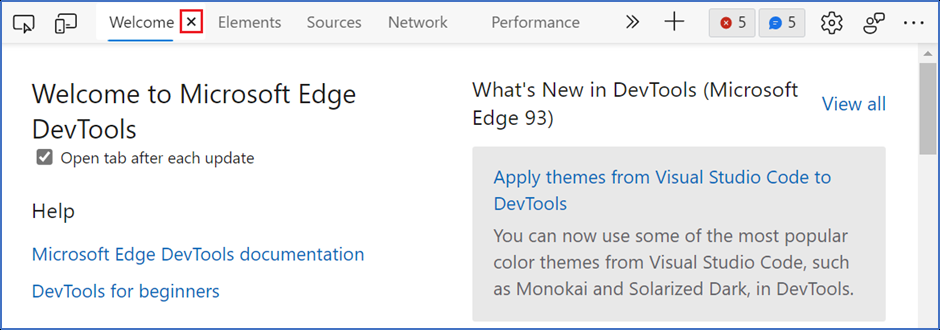 Welcome Elements Sources Network Performance 5 5
Welcome to Microsoft Edge
DevTools
Open tab after each update
Help
Microsoft Edge DevTools documentation
DevTools for beginners
What's New in DevTools (Microsoft
Edge 93)
View all
Apply themes from Visual Studio Code to
DevTools
You can now use some of the most popular
color themes from Visual Studio Code, such
as Monokai and Solarized Dark, in DevTools.